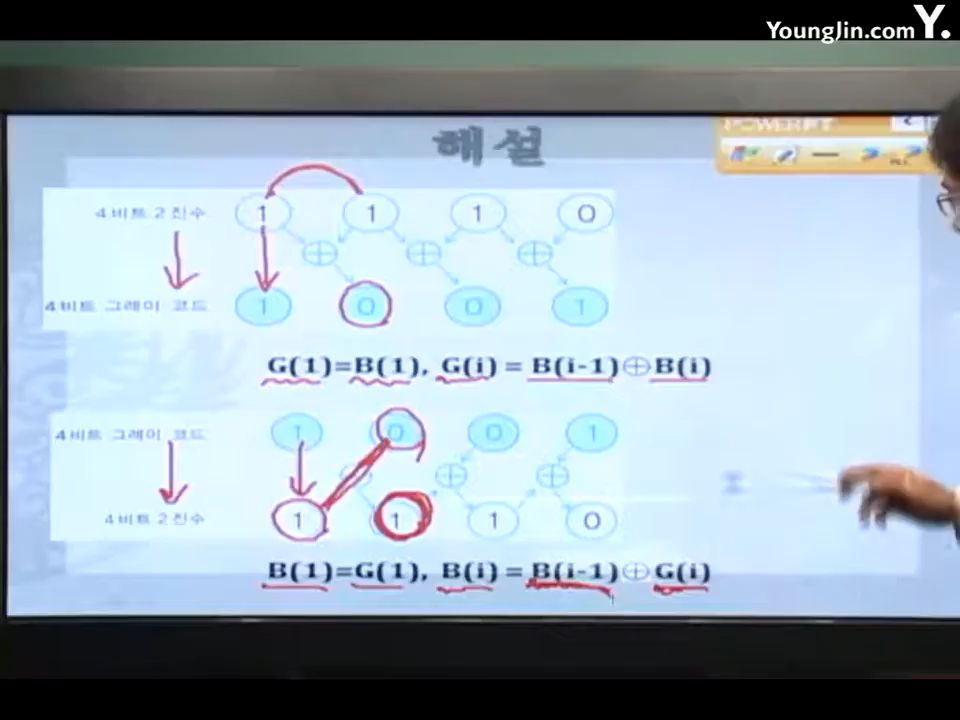 YoungJin.com Y.
해설
4비트 2진수 1 1 1 0
4비트 그레이 코드 1 0 0 1
G(1)=B(1), G(i) = B(i-1)⊕B(i)
4비트 그레이 코드 1 0 0 1
4비트 2진수 1 1 1 0
B(1)=G(1), B(i) = B(i-1)⊕G(i)